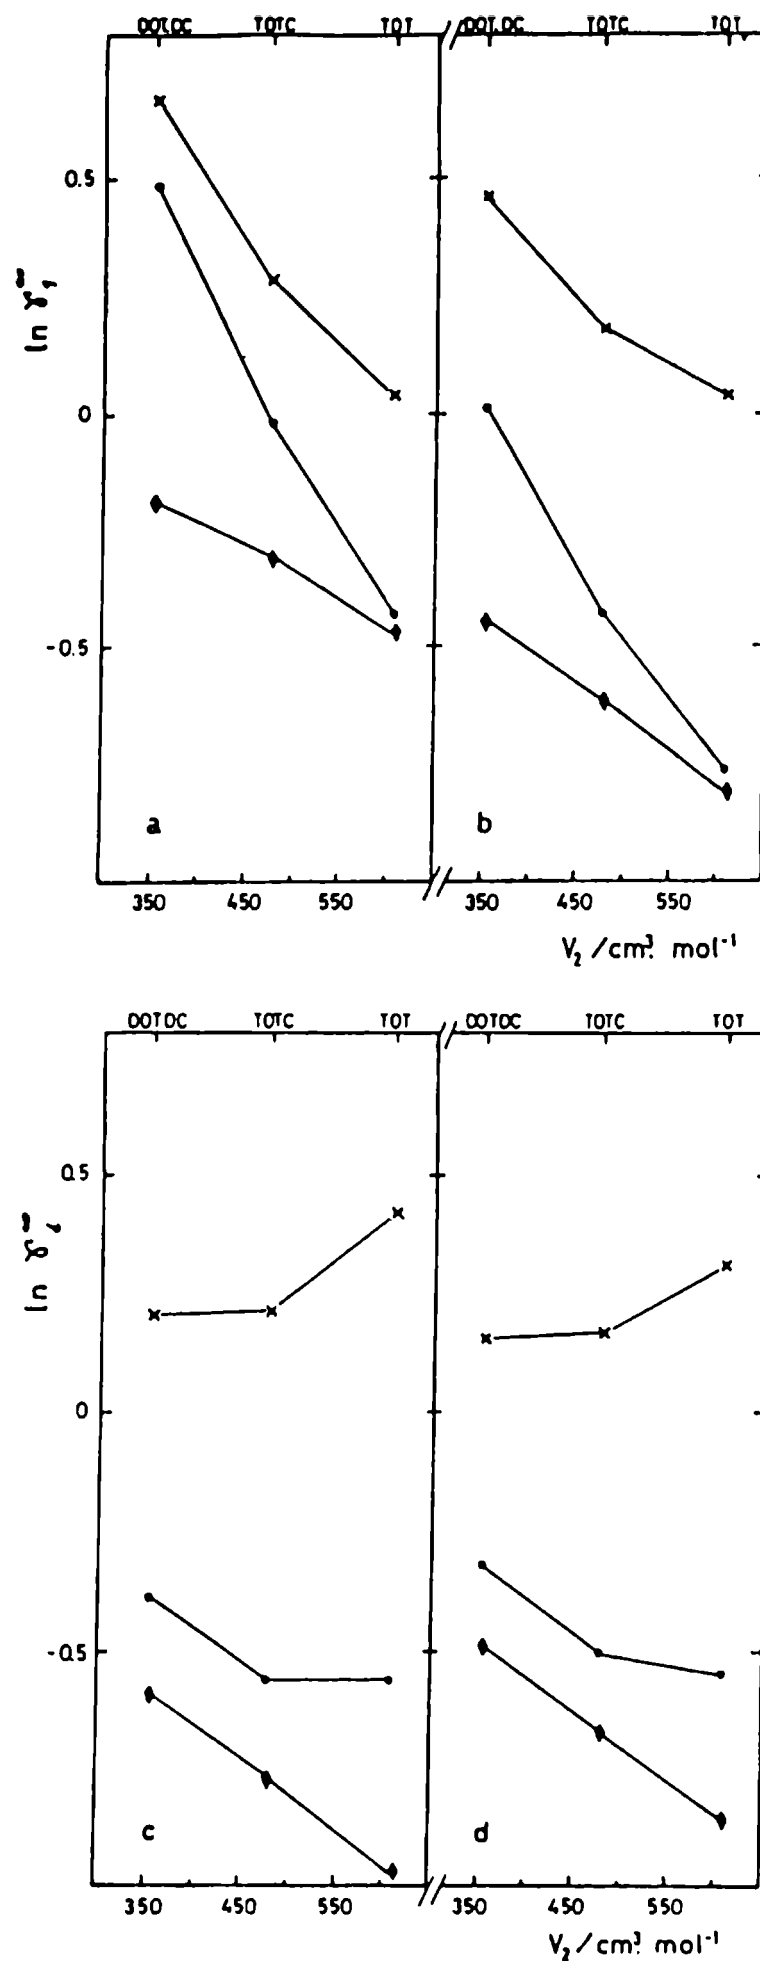 DOTDC TOTC TOT DOTDC TOTC TOT
0.5
ln γ₁^∞
0
-0.5
a b
350 450 550 350 450 550
V₂ /cm³. mol⁻¹
DOTDC TOTC TOT DOTDC TOTC TOT
0.5
ln
0
-0.5
c d
350 450 550 350 450 550
V₂ /cm³. mol⁻¹